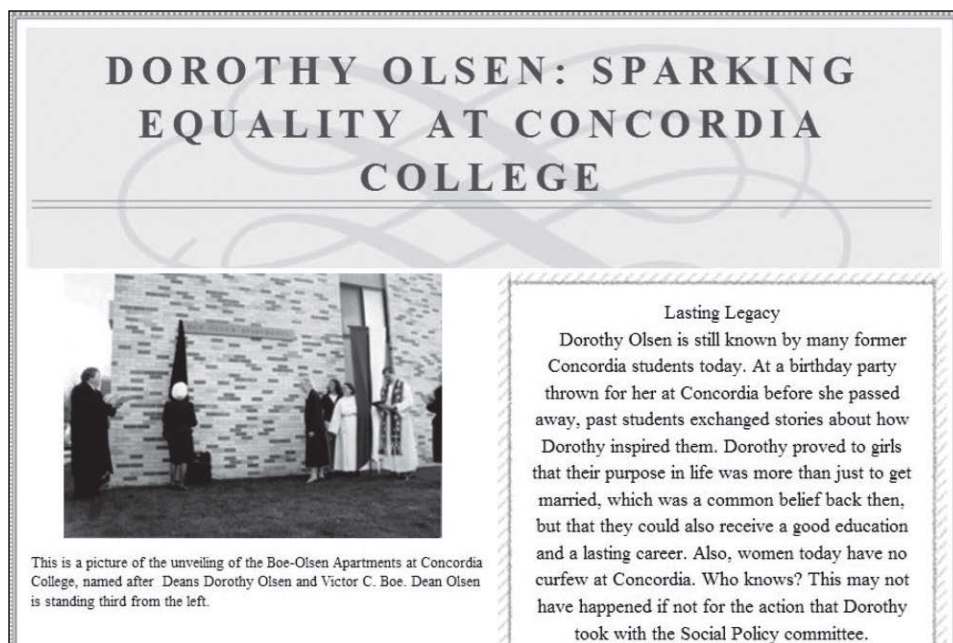 DOROTHY OLSEN: SPARKING
EQUALITY AT CONCORDIA
COLLEGE
This is a picture of the unveiling of the Boe-Olsen Apartments at Concordia
College, named after Deans Dorothy Olsen and Victor C. Boe. Dean Olsen
is standing third from the left.
Lasting Legacy
Dorothy Olsen is still known by many former
Concordia students today. At a birthday party
thrown for her at Concordia before she passed
away, past students exchanged stories about how
Dorothy inspired them. Dorothy proved to girls
that their purpose in life was more than just to get
married, which was a common belief back then,
but that they could also receive a good education
and a lasting career. Also, women today have no
curfew at Concordia. Who knows? This may not
have happened if not for the action that Dorothy
took with the Social Policy committee.